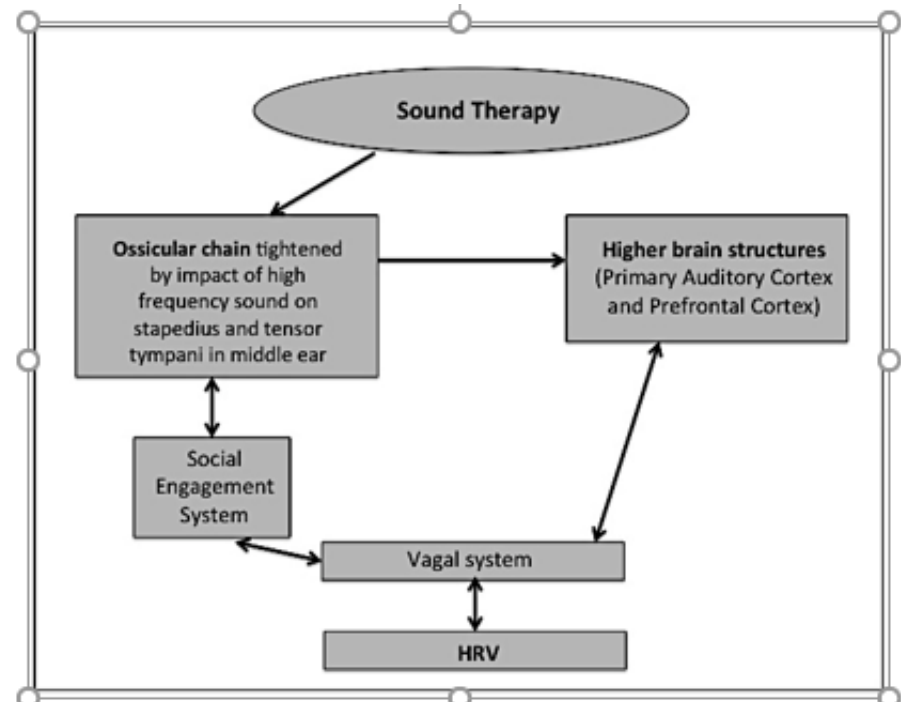 Sound Therapy
Ossicular chain tightened
by impact of high
frequency sound on
stapedius and tensor
tympani in middle ear
Higher brain structures
(Primary Auditory Cortex
and Prefrontal Cortex)
Social
Engagement
System
Vagal system
HRV